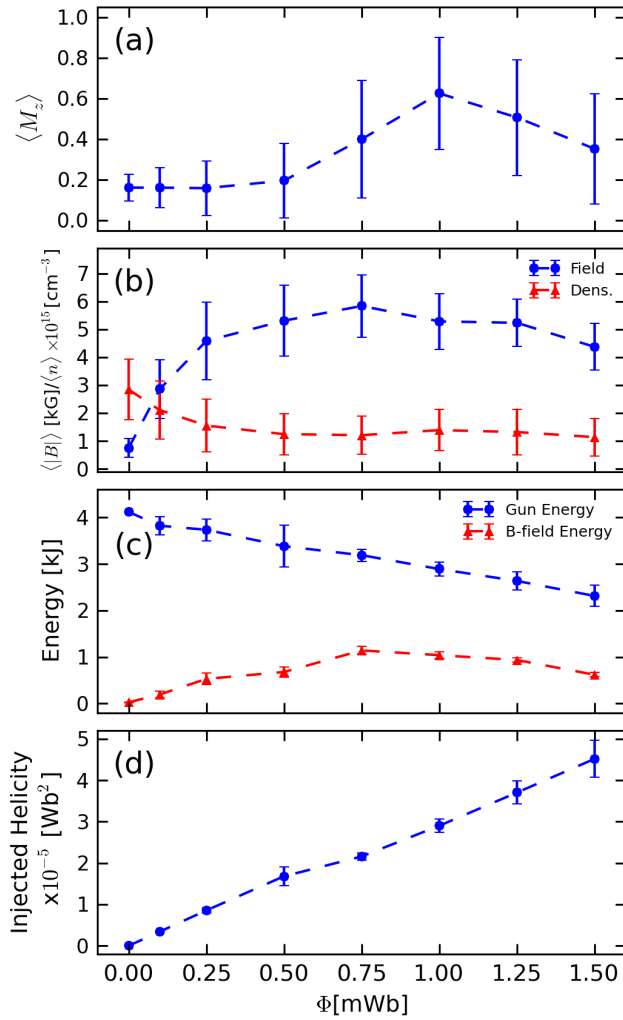 (a)
⟨M_z⟩
1.0
0.8
0.6
0.4
0.2
0.0
(b)
⟨|B|⟩ [kG]/⟨n⟩ ×10^15 [cm^−3]
7
6
5
4
3
2
1
0
Field
Dens.
(c)
Energy [kJ]
4
3
2
1
0
Gun Energy
B-field Energy
(d)
Injected Helicity
x10^−5 [Wb^2]
5
4
3
2
1
0
0.00 0.25 0.50 0.75 1.00 1.25 1.50
Φ[mWb]